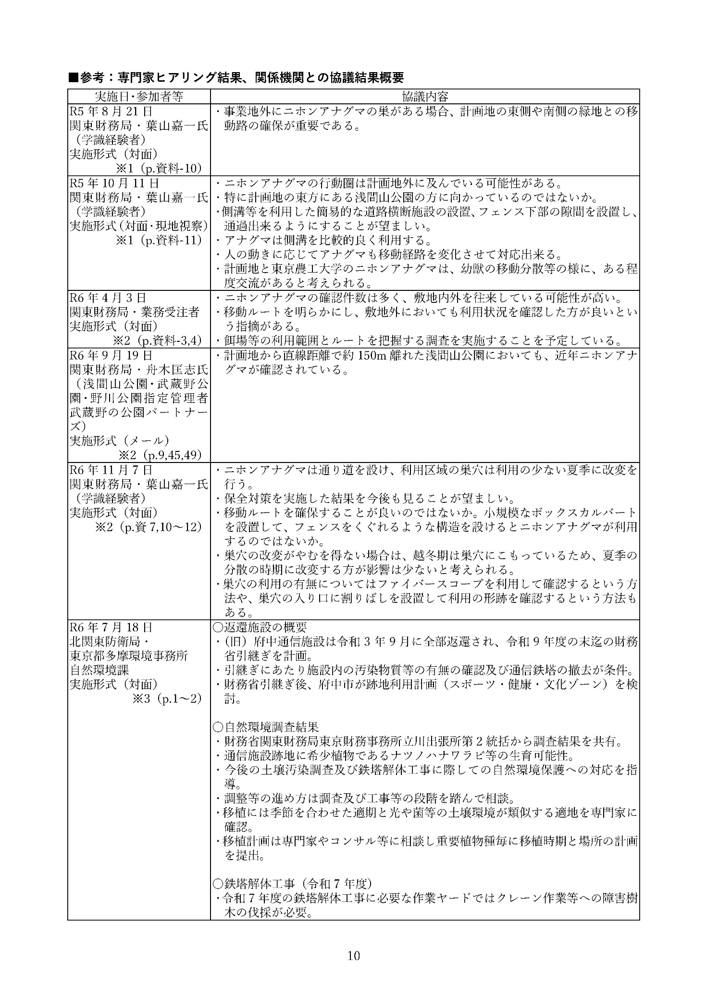 ■参考：専門家ヒアリング結果、関係機関との協議結果概要
実施日･参加者等
協議内容
R5 年 8 月 21 日
関東財務局・葉山嘉一氏
（学識経験者）
実施形式（対面）
※1（p.資料-10）
・事業地外にニホンアナグマの巣がある場合、計画地の東側や南側の緑地との移
動路の確保が重要である。
R5 年 10 月 11 日
関東財務局・葉山嘉一氏
（学識経験者）
実施形式（対面･現地視察）
※1（p.資料-11）
・ニホンアナグマの行動圏は計画地外に及んでいる可能性がある。
・特に計画地の東方にある浅間山公園の方に向かっているのではないか。
・側溝等を利用した簡易的な道路横断施設の設置、フェンス下部の隙間を設置し、
通過出来るようにすることが望ましい。
・アナグマは側溝を比較的良く利用する。
・人の動きに応じてアナグマも移動経路を変化させて対応出来る。
・計画地と東京農工大学のニホンアナグマは、幼獣の移動分散等の様に、ある程
度交流があると考えられる。
R6 年 4 月 3 日
関東財務局・業務受注者
実施形式（対面）
※2（p.資料-3,4）
・ニホンアナグマの確認件数は多く、敷地内外を往来している可能性が高い。
・移動ルートを明らかにし、敷地外においても利用状況を確認した方が良いとい
う指摘がある。
・餌場等の利用範囲とルートを把握する調査を実施することを予定している。
R6 年 9 月 19 日
関東財務局・舟木匡志氏
（浅間山公園･武蔵野公
園･野川公園指定管理者
武蔵野の公園パートナー
ズ）
実施形式（メール）
※2（p.9,45,49）
・計画地から直線距離で約 150m 離れた浅間山公園においても、近年ニホンアナ
グマが確認されている。
R6 年 11 月 7 日
関東財務局・葉山嘉一氏
（学識経験者）
実施形式（対面）
※2（p.資 7,10～12）
・ニホンアナグマは通り道を設け、利用区域の巣穴は利用の少ない夏季に改変を
行う。
・保全対策を実施した結果を今後も見ることが望ましい。
・移動ルートを確保することが良いのではないか。小規模なボックスカルバート
を設置して、フェンスをくぐれるような構造を設けるとニホンアナグマが利用
するのではないか。
・巣穴の改変がやむを得ない場合は、越冬期は巣穴にこもっているため、夏季の
分散の時期に改変する方が影響は少ないと考えられる。
・巣穴の利用の有無についてはファイバースコープを利用して確認するという方
法や、巣穴の入り口に割りばしを設置して利用の形跡を確認するという方法も
ある。
R6 年 7 月 18 日
北関東防衛局・
東京都多摩環境事務所
自然環境課
実施形式（対面）
※3（p.1～2）
○返還施設の概要
・（旧）府中通信施設は令和 3 年 9 月に全部返還され、令和 9 年度の末迄の財務
省引継ぎを計画。
・引継ぎにあたり施設内の汚染物質等の有無の確認及び通信鉄塔の撤去が条件。
・財務省引継ぎ後、府中市が跡地利用計画（スポーツ・健康・文化ゾーン）を検
討。
○自然環境調査結果
・財務省関東財務局東京財務事務所立川出張所第 2 統括から調査結果を共有。
・通信施設跡地に希少植物であるナツノハナワラビ等の生育可能性。
・今後の土壌汚染調査及び鉄塔解体工事に際しての自然環境保護への対応を指
導。
・調整等の進め方は調査及び工事等の段階を踏んで相談。
・移植には季節を合わせた適期と光や菌等の土壌環境が類似する適地を専門家に
確認。
・移植計画は専門家やコンサル等に相談し重要植物種毎に移植時期と場所の計画
を提出。
○鉄塔解体工事（令和 7 年度）
・令和 7 年度の鉄塔解体工事に必要な作業ヤードではクレーン作業等への障害樹
木の伐採が必要。
10